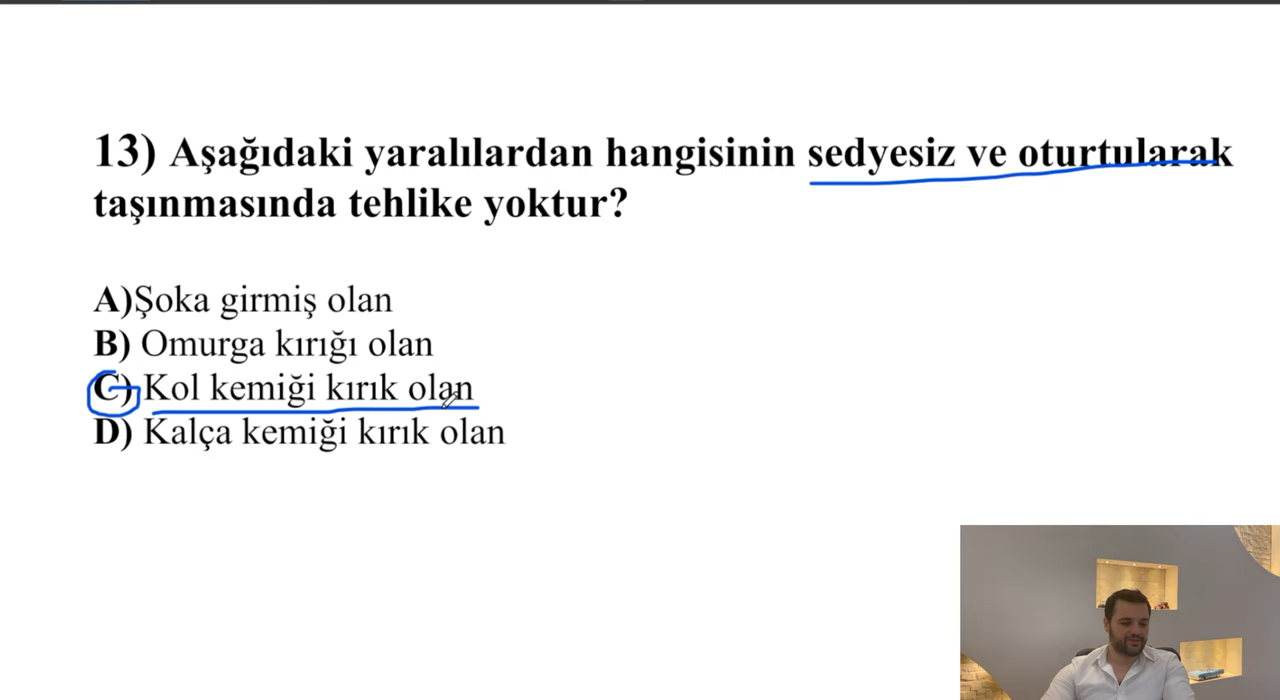 13) Aşağıdaki yaralılardan hangisinin sedyesiz ve oturtularak
taşınmasında tehlike yoktur?
A)Şoka girmiş olan
B) Omurga kırığı olan
C) Kol kemiği kırık olan
D) Kalça kemiği kırık olan